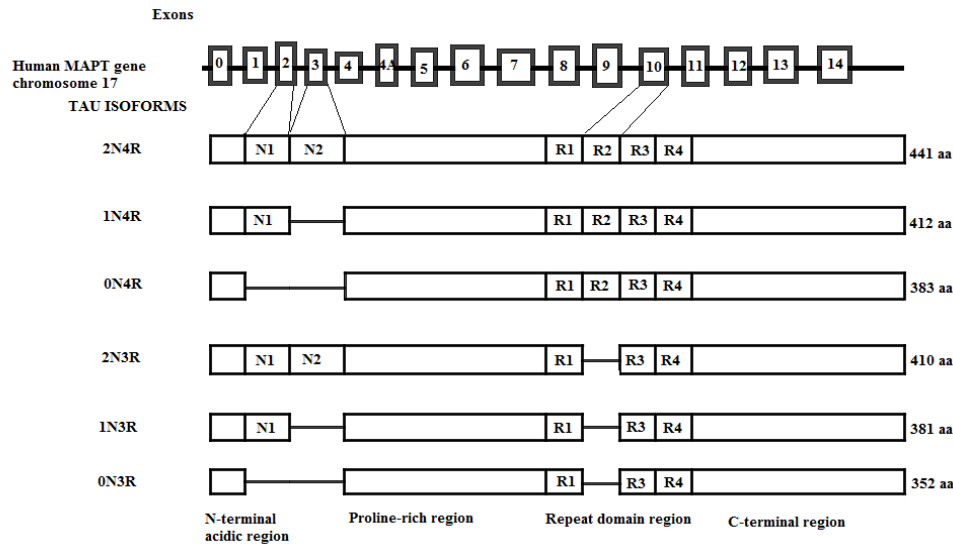 Exons
Human MAPT gene
chromosome 17
0 1 2 3 4 4A 5 6 7 8 9 10 11 12 13 14
TAU ISOFORMS
2N4R N1 N2 R1 R2 R3 R4 441 aa
1N4R N1 R1 R2 R3 R4 412 aa
0N4R R1 R2 R3 R4 383 aa
2N3R N1 N2 R1 R3 R4 410 aa
1N3R N1 R1 R3 R4 381 aa
0N3R R1 R3 R4 352 aa
N-terminal
acidic region
Proline-rich region
Repeat domain region
C-terminal region